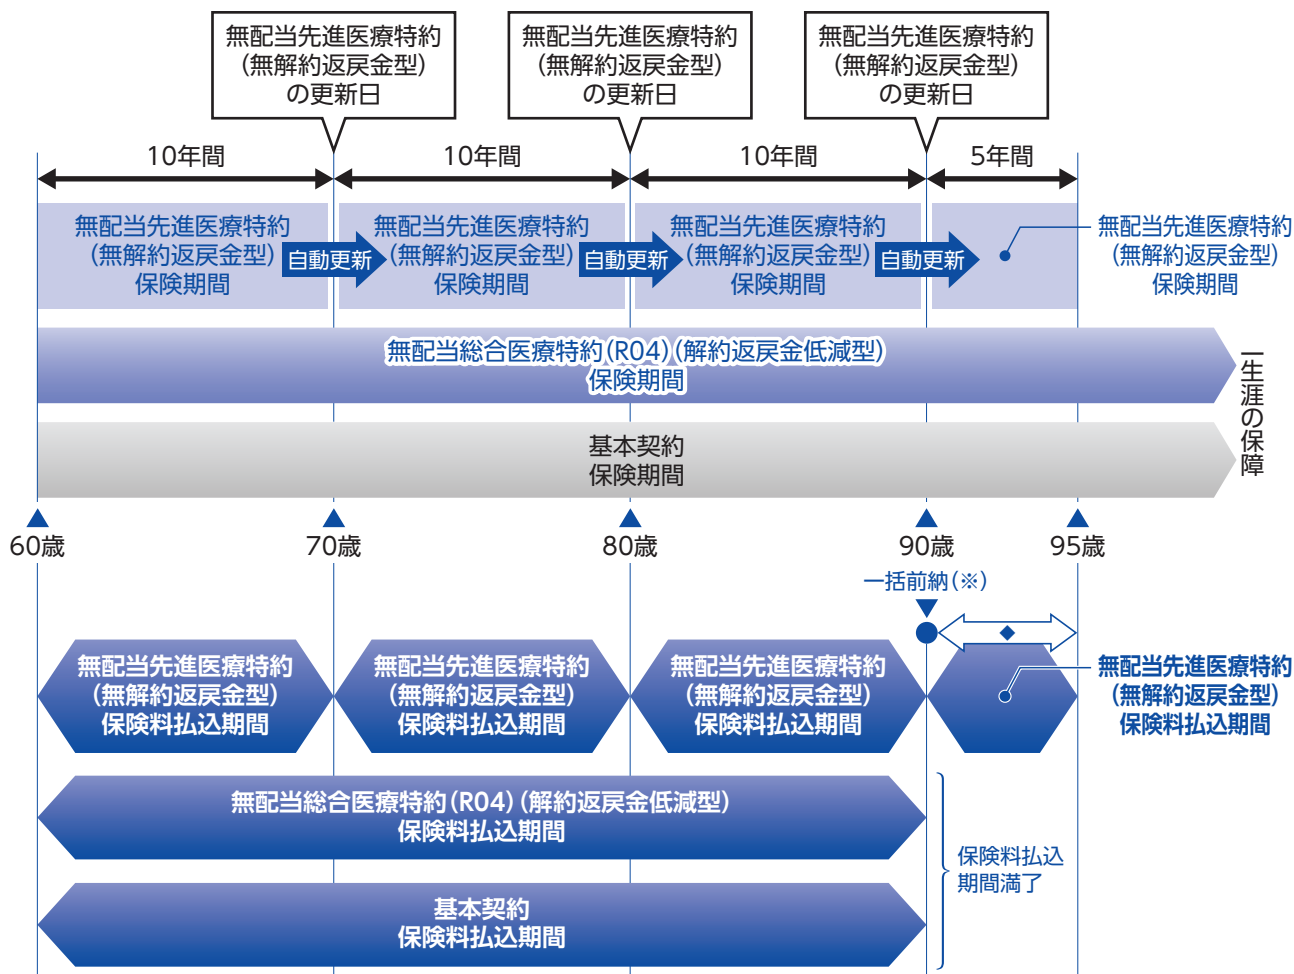 無配当先進医療特約
(無解約返戻金型)
の更新日
無配当先進医療特約
(無解約返戻金型)
の更新日
無配当先進医療特約
(無解約返戻金型)
の更新日
10年間
10年間
10年間
5年間
無配当先進医療特約
(無解約返戻金型)
保険期間
自動更新
無配当先進医療特約
(無解約返戻金型)
保険期間
自動更新
無配当先進医療特約
(無解約返戻金型)
保険期間
自動更新
無配当先進医療特約
(無解約返戻金型)
保険期間
無配当総合医療特約(R04)(解約返戻金低減型)
保険期間
基本契約
保険期間
一生涯の保障
60歳
70歳
80歳
90歳
95歳
一括前納(※)
無配当先進医療特約
(無解約返戻金型)
保険料払込期間
無配当先進医療特約
(無解約返戻金型)
保険料払込期間
無配当先進医療特約
(無解約返戻金型)
保険料払込期間
無配当先進医療特約
(無解約返戻金型)
保険料払込期間
無配当総合医療特約(R04)(解約返戻金低減型)
保険料払込期間
基本契約
保険料払込期間
保険料払込
期間満了